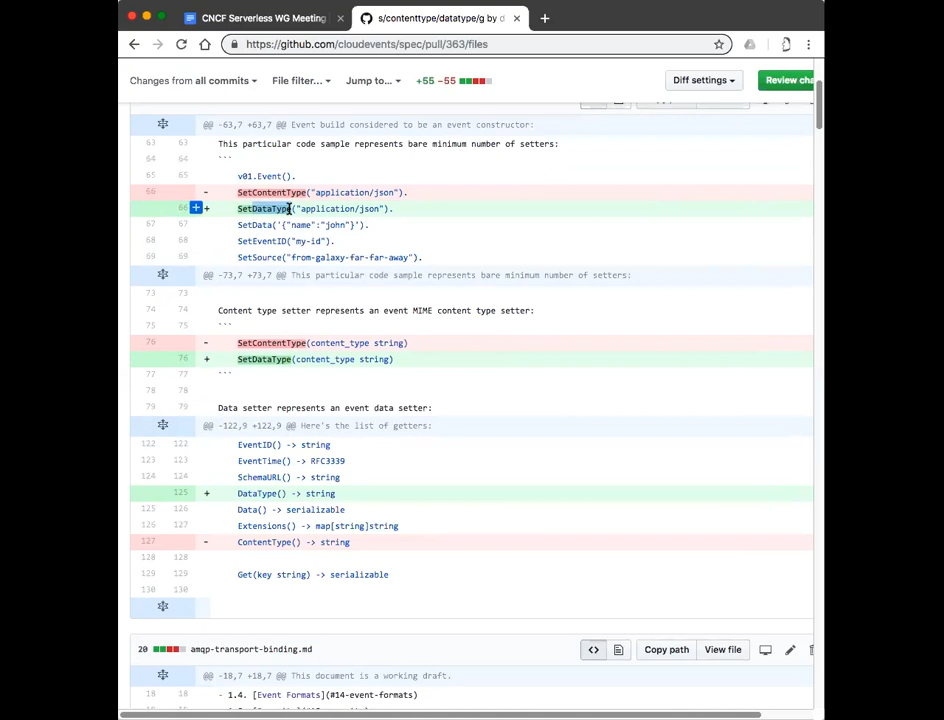 CNCF Serverless WG Meeting
s/contenttype/datatype/g by d
https://github.com/cloudevents/spec/pull/363/files
Changes from all commits
File filter...
Jump to...
+55 −55
Diff settings
Review cha
@@ -63,7 +63,7 @@ Event build considered to be an event constructor:
63 63 This particular code sample represents bare minimum number of setters:
64 64 ```
65 65 v01.Event().
66 - SetContentType("application/json").
66 + SetDataType("application/json").
67 67 SetData('{"name":"john"}').
68 68 SetEventID("my-id").
69 69 SetSource("from-galaxy-far-far-away").
@@ -73,7 +73,7 @@ This particular code sample represents bare minimum number of setters:
73 73
74 74 Content type setter represents an event MIME content type setter:
75 75 ```
76 - SetContentType(content_type string)
76 + SetDataType(content_type string)
77 77 ```
78 78
79 79 Data setter represents an event data setter:
@@ -122,9 +122,9 @@ Here's the list of getters:
122 122 EventID() -> string
123 123 EventTime() -> RFC3339
124 124 SchemaURL() -> string
125 + DataType() -> string
125 126 Data() -> serializable
126 127 Extensions() -> map[string]string
127 - ContentType() -> string
128 128
129 129 Get(key string) -> serializable
130 130
20 amqp-transport-binding.md
Copy path
View file
@@ -18,7 +18,7 @@ This document is a working draft.
18 18 - 1.4. [Event Formats](#14-event-formats)